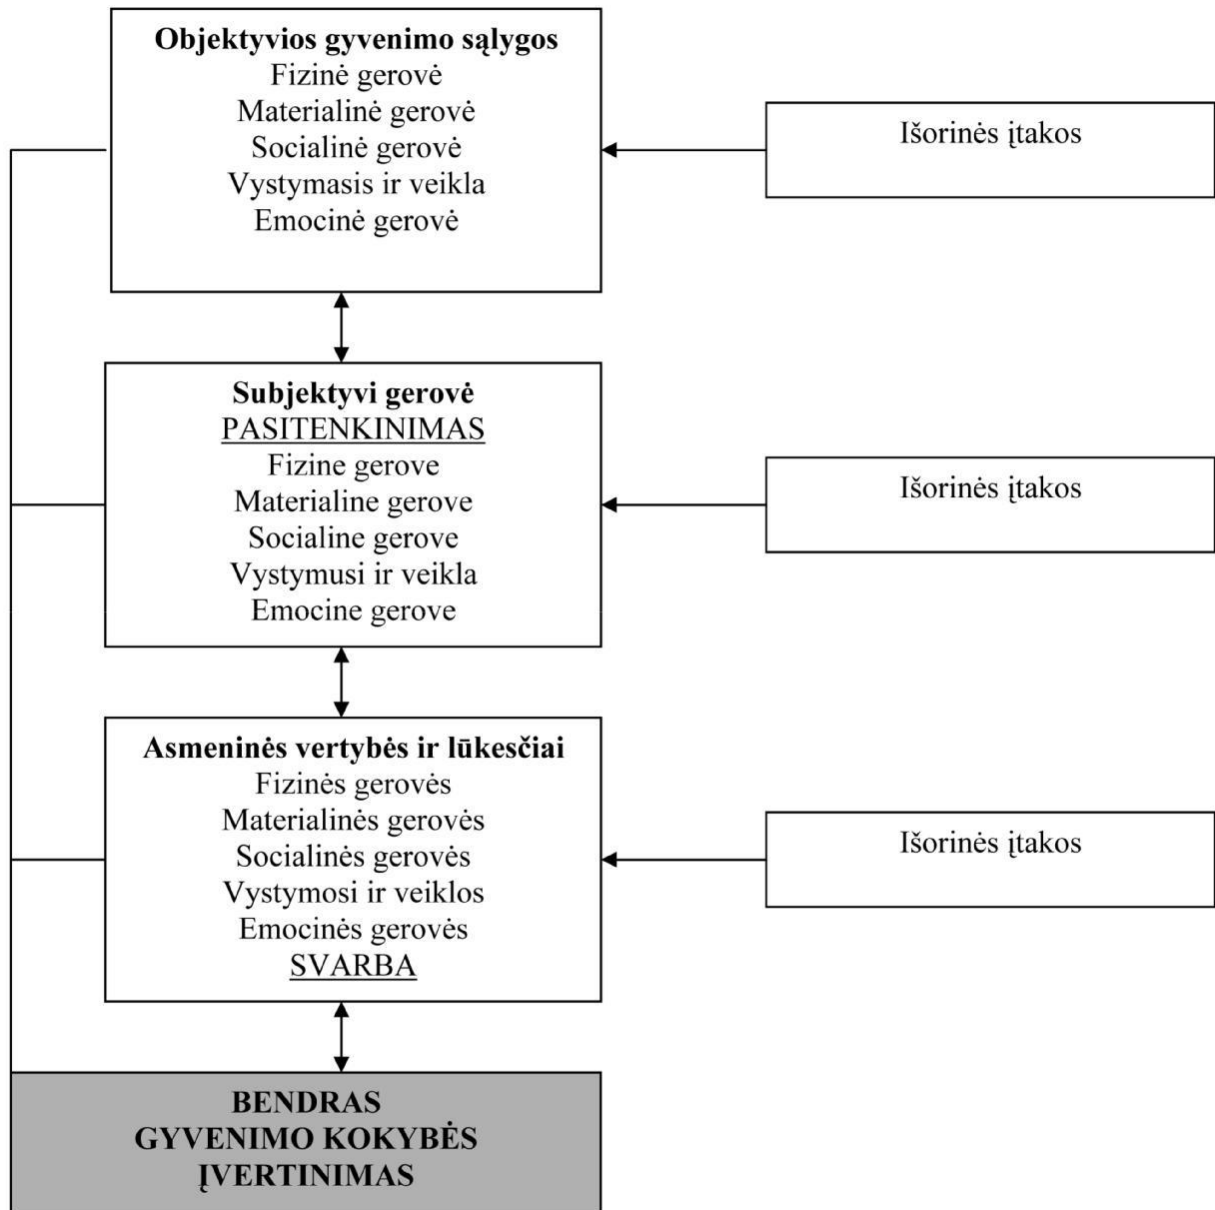 Objektyvios gyvenimo sąlygos
Fizinė gerovė
Materialinė gerovė
Socialinė gerovė
Vystymasis ir veikla
Emocinė gerovė
Išorinės įtakos
Subjektyvi gerovė
PASITENKINIMAS
Fizine gerove
Materialine gerove
Socialine gerove
Vystymusi ir veikla
Emocine gerove
Išorinės įtakos
Asmeninės vertybės ir lūkesčiai
Fizinės gerovės
Materialinės gerovės
Socialinės gerovės
Vystymosi ir veiklos
Emocinės gerovės
SVARBA
Išorinės įtakos
BENDRAS
GYVENIMO KOKYBĖS
ĮVERTINIMAS